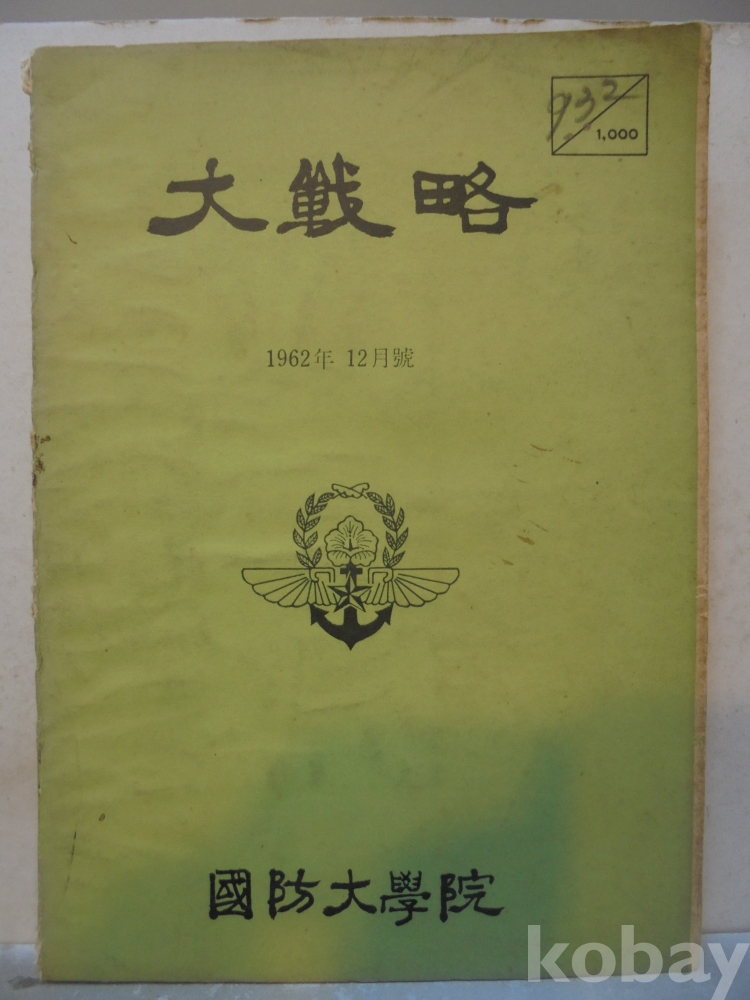 932
1,000
大戰略
1962年 12月號
國防大學院
kobay